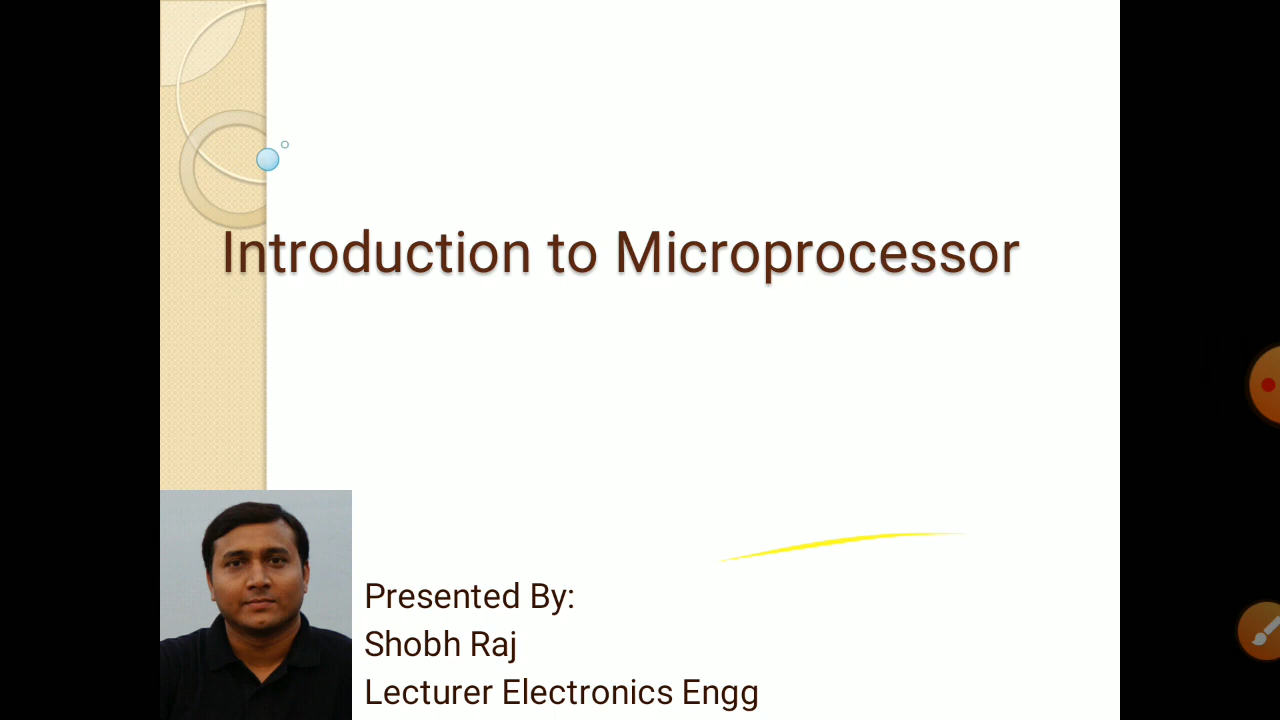 Introduction to Microprocessor
Presented By:
Shobh Raj
Lecturer Electronics Engg